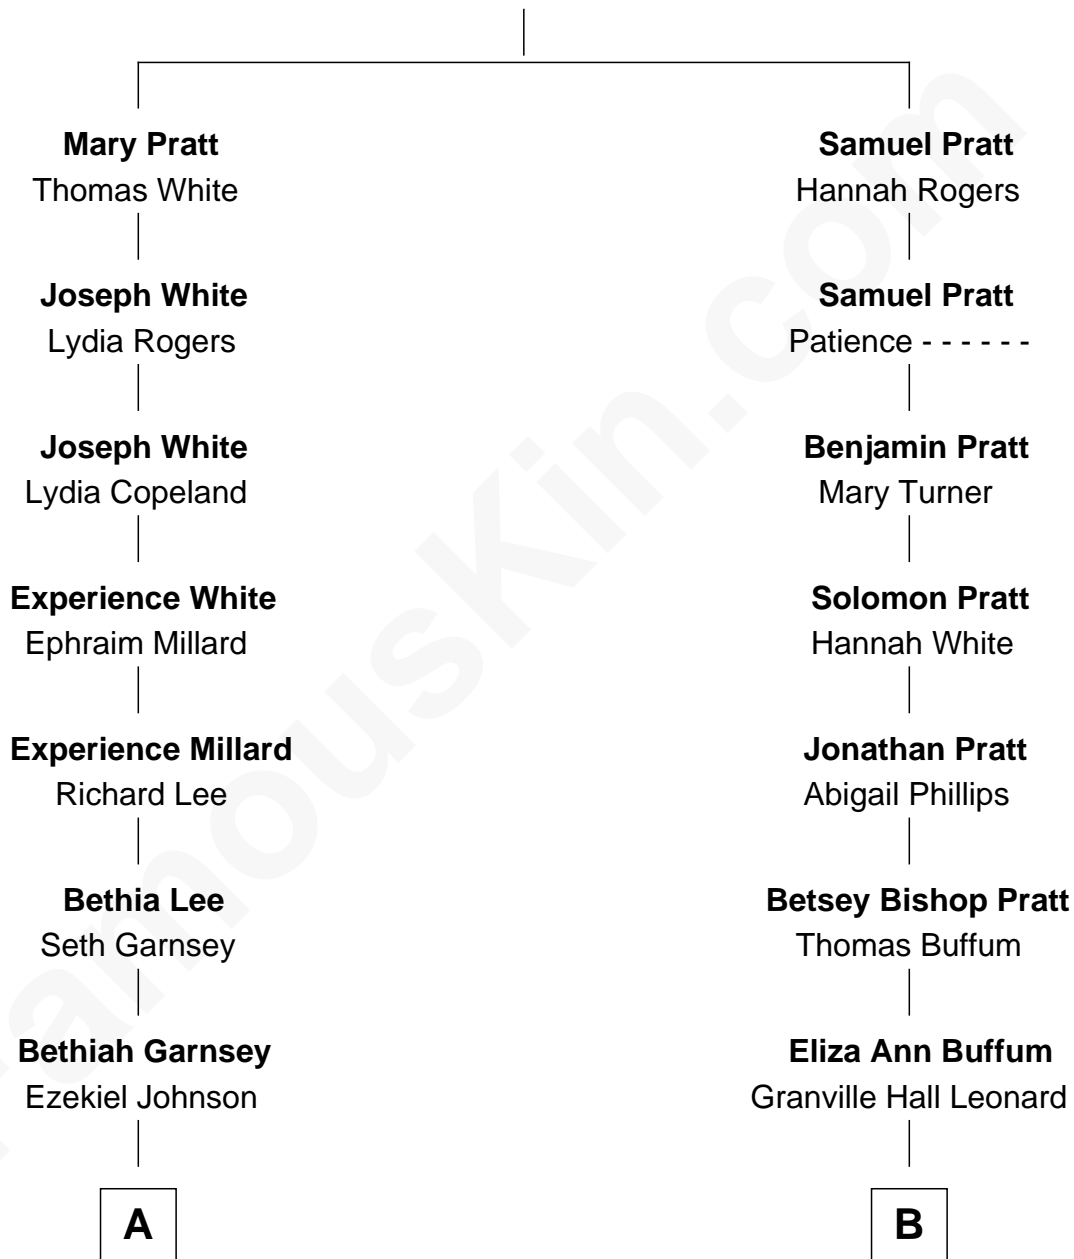 Mary Pratt
Thomas White
Samuel Pratt
Hannah Rogers
Joseph White
Lydia Rogers
Samuel Pratt
Patience - - - - - -
Joseph White
Lydia Copeland
Benjamin Pratt
Mary Turner
Experience White
Ephraim Millard
Solomon Pratt
Hannah White
Experience Millard
Richard Lee
Jonathan Pratt
Abigail Phillips
Bethia Lee
Seth Garnsey
Betsey Bishop Pratt
Thomas Buffum
Bethiah Garnsey
Ezekiel Johnson
Eliza Ann Buffum
Granville Hall Leonard
A
B
FamousKin.com